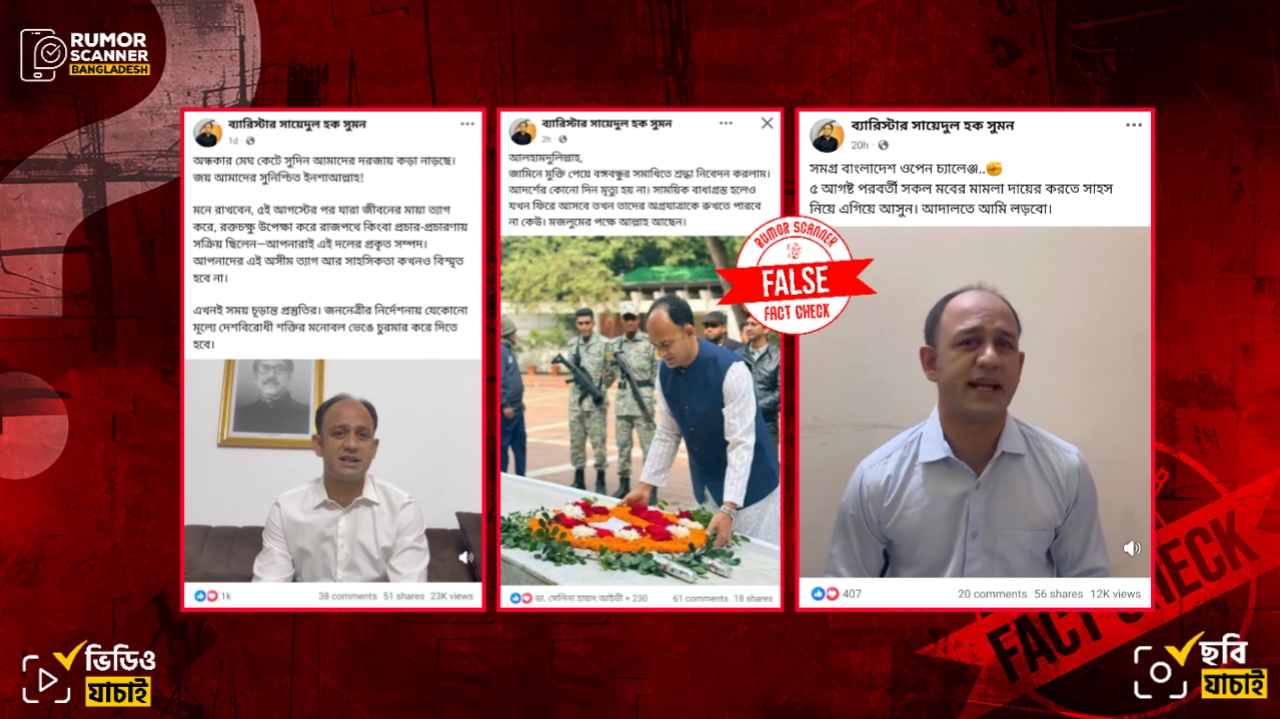 RUMOR
SCANNER
BANGLADESH
ব্যারিস্টার সায়েদুল হক সুমন
1d
অন্ধকার মেঘ কেটে সুদিন আমাদের দরজায় কড়া নাড়ছে।
জয় আমাদের সুনিশ্চিত ইনশাআল্লাহ!
মনে রাখবেন, ৫ই আগস্টের পর যারা জীবনের মায়া ত্যাগ
করে, রক্তচক্ষু উপেক্ষা করে রাজপথে কিংবা প্রচার-প্রচারণায়
সক্রিয় ছিলেন—আপনারাই এই দলের প্রকৃত সম্পদ।
আপনাদের এই অসীম ত্যাগ আর সাহসিকতা কখনও বিস্মৃত
হবে না।
এখনই সময় চূড়ান্ত প্রস্তুতির। জননেত্রীর নির্দেশনায় যেকোনো
মূল্যে দেশবিরোধী শক্তির মনোবল ভেঙে চুরমার করে দিতে
হবে।
1k
38 comments 51 shares 23K views
ব্যারিস্টার সায়েদুল হক সুমন
2h
আলহামদুলিল্লাহ,
জামিনে মুক্তি পেয়ে বঙ্গবন্ধুর সমাধিতে শ্রদ্ধা নিবেদন করলাম।
আদর্শের কোনো দিন মৃত্যু হয় না। সাময়িক বাধাগ্রস্ত হলেও
যখন ফিরে আসবে তখন তাদের অগ্রযাত্রাকে রুখতে পারবে
না কেউ। মজলুমের পক্ষে আল্লাহ আছেন।
ডা. সেলিনা হায়াৎ আইভী + 230
61 comments 18 shares
RUMOR SCANNER
FALSE
FACT CHECK
ব্যারিস্টার সায়েদুল হক সুমন
20h
সমগ্র বাংলাদেশ ওপেন চ্যালেঞ্জ..✊
৫ আগষ্ট পরবর্তী সকল মবের মামলা দায়ের করতে সাহস
নিয়ে এগিয়ে আসুন। আদালতে আমি লড়বো।
407
20 comments 56 shares 12K views
FACT CHECK
ভিডিও
যাচাই
ছবি
যাচাই